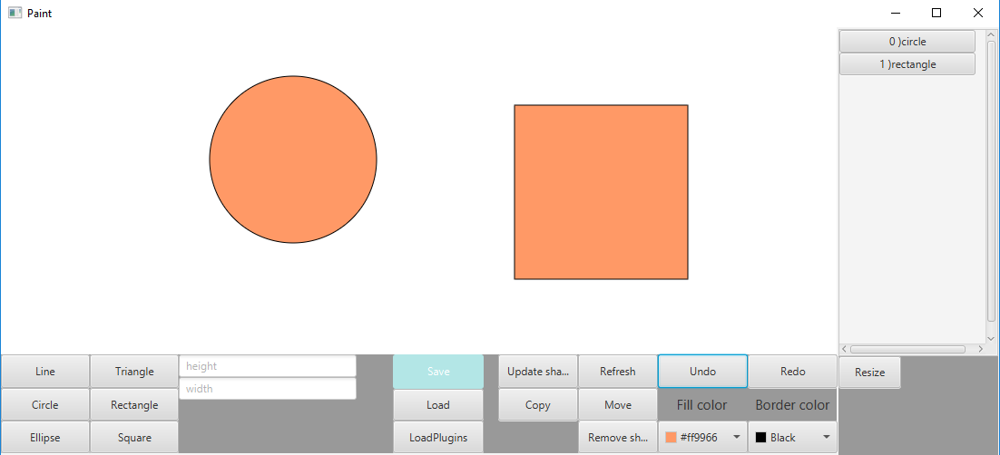 Paint
0 )circle
1 )rectangle
Line
Triangle
height
Save
Update sha...
Refresh
Undo
Redo
Resize
width
Circle
Rectangle
Load
Copy
Move
Fill color
Border color
Ellipse
Square
LoadPlugins
Remove sh...
#ff9966
Black